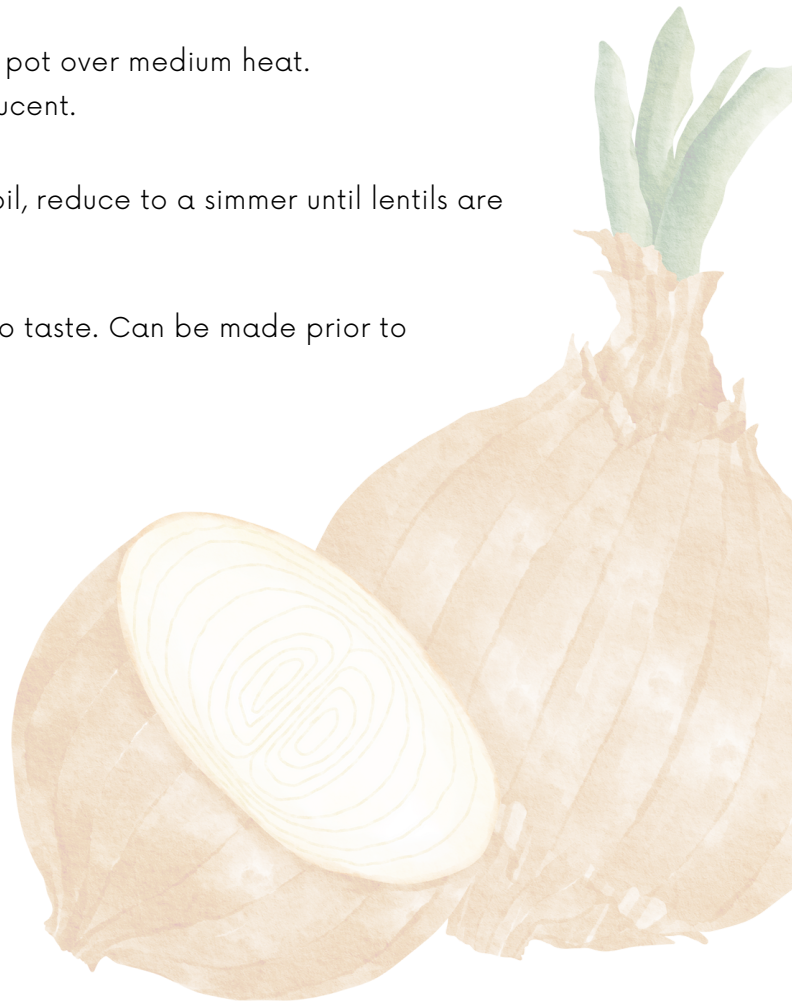 pot over medium heat.
ucent.
oil, reduce to a simmer until lentils are
o taste. Can be made prior to